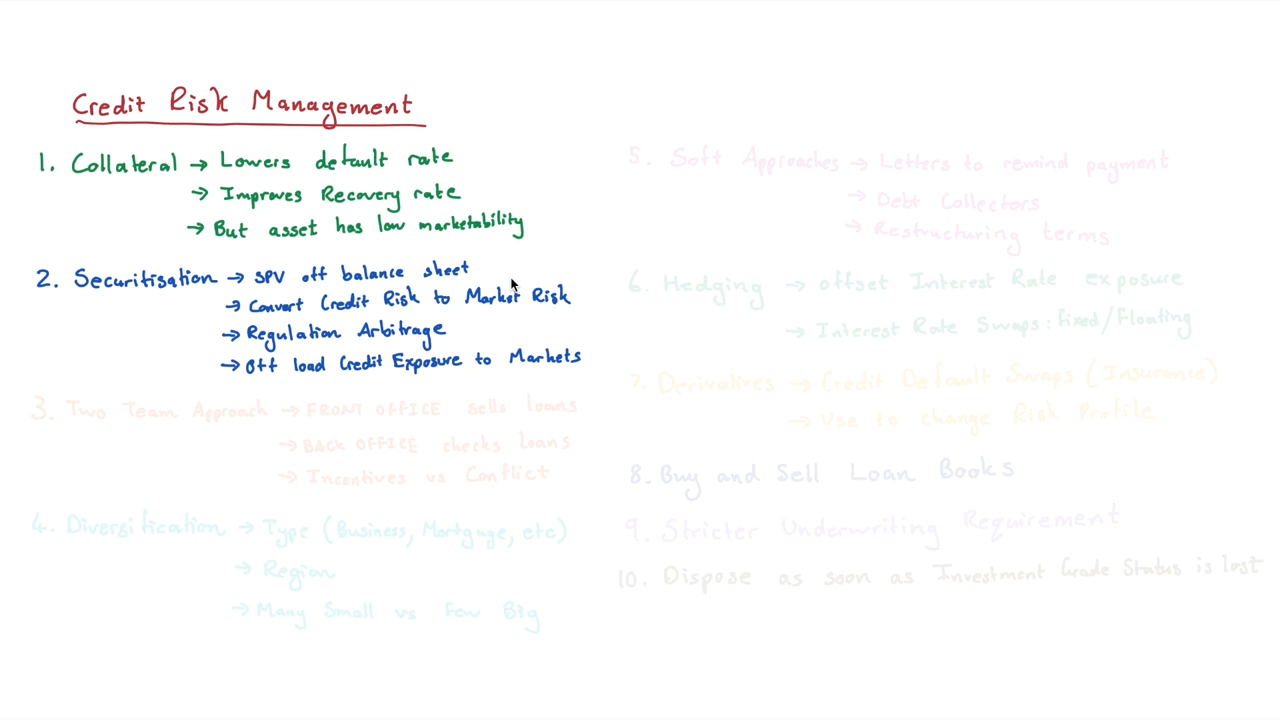 Credit Risk Management
1. Collateral → Lowers default rate
→ Improves Recovery rate
→ But asset has low marketability
2. Securitisation → SPV off balance sheet
→ Convert Credit Risk to Market Risk
→ Regulation Arbitrage
→ Off load Credit Exposure to Markets
3. Two Team Approach → FRONT OFFICE sells loans
→ BACK OFFICE checks loans
→ Incentives vs Conflict
4. Diversification → Type (Business, Mortgage, etc)
→ Region
→ Many Small vs Few Big
5. Soft Approaches → Letters to remind payment
→ Debt Collectors
→ Restructuring terms
6. Hedging → offset Interest Rate exposure
→ Interest Rate Swaps: Fixed/Floating
7. Derivatives → Credit Default Swaps (Insurance)
→ Use to change Risk Profile
8. Buy and Sell Loan Books
9. Stricter Underwriting Requirement
10. Dispose as soon as Investment Grade Status is lost